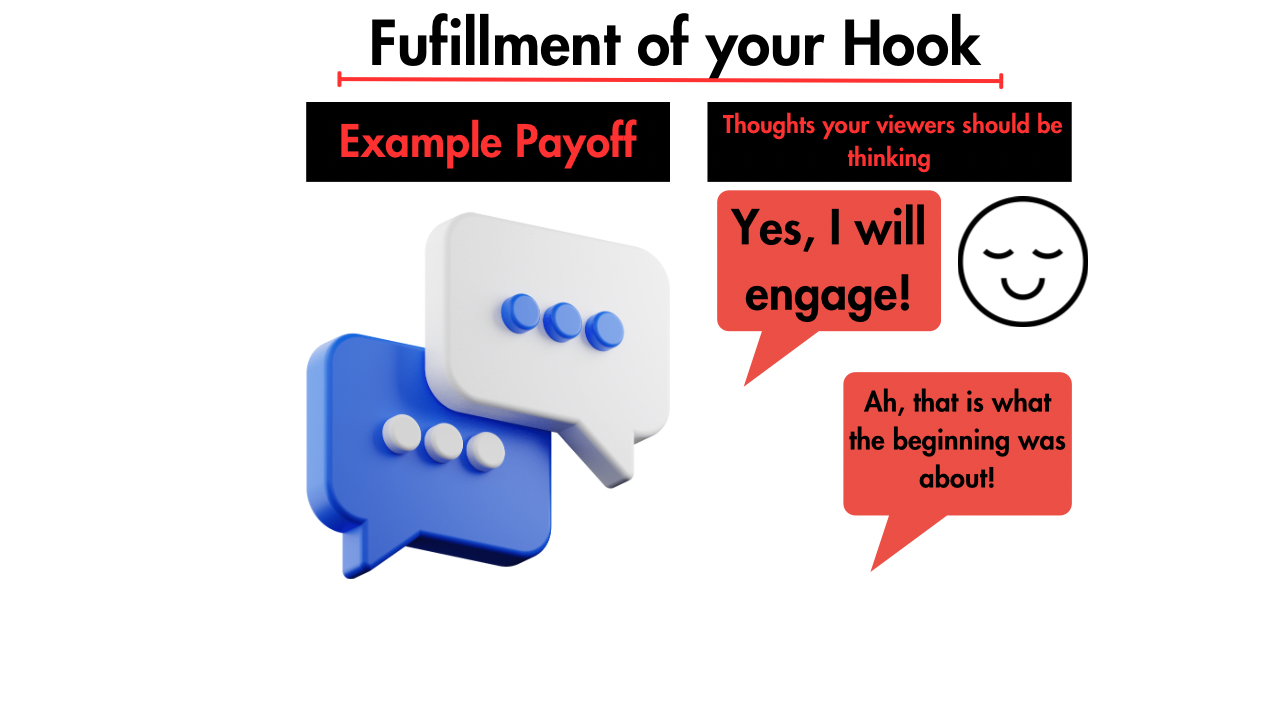 Fufillment of your Hook
Example Payoff
Thoughts your viewers should be
thinking
Yes, I will
engage!
Ah, that is what
the beginning was
about!